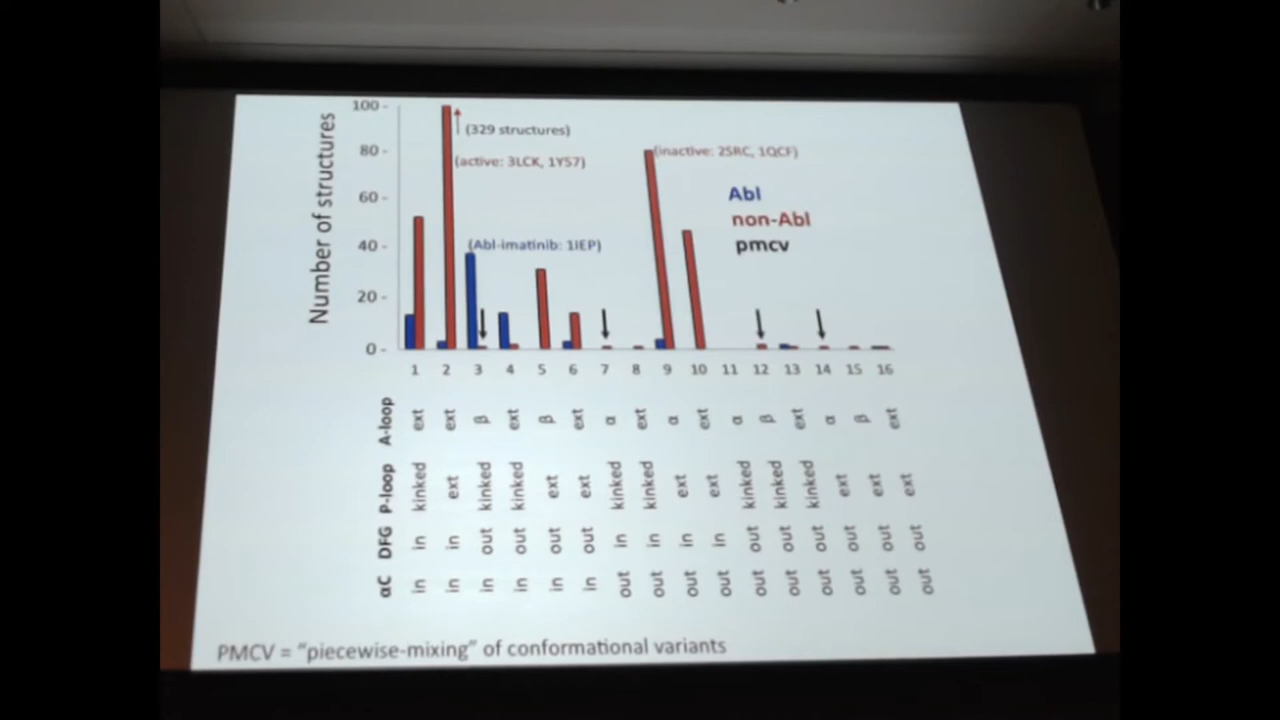 Number of structures
100 -
80 -
60 -
40 -
20 -
0 -
(329 structures)
(active: 3LCK, 1Y57)
(inactive: 2SRC, 1QCF)
(Abl-imatinib: 1IEP)
Abl
non-Abl
pmcv
1 2 3 4 5 6 7 8 9 10 11 12 13 14 15 16
A-loop ext ext β ext β ext α ext α ext α β ext α β ext
P-loop kinked ext kinked kinked ext ext kinked kinked ext ext kinked kinked kinked ext ext ext
DFG in in out out out out in in in in out out out out out out
αC in in in in in in out out out out out out out out out out
PMCV = "piecewise-mixing" of conformational variants